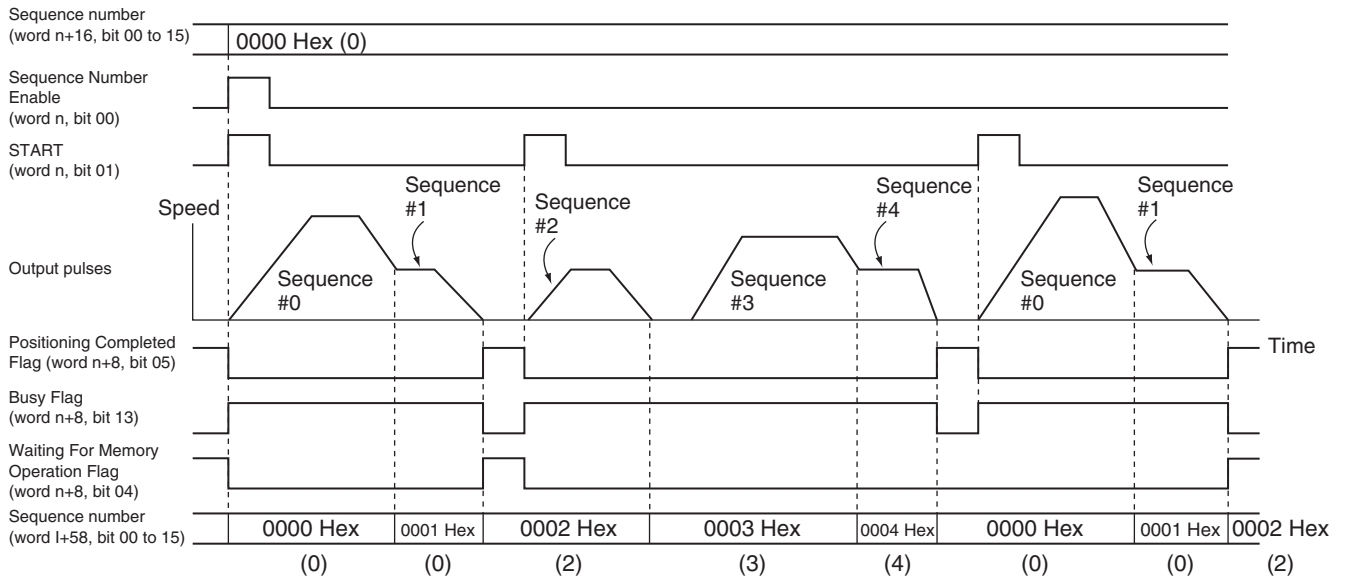 Sequence number
(word n+16, bit 00 to 15)
0000 Hex (0)
Sequence Number
Enable
(word n, bit 00)
START
(word n, bit 01)
Speed
Sequence
#1
Sequence
#2
Sequence
#4
Sequence
#1
Output pulses
Sequence
#0
Sequence
#3
Sequence
#0
Positioning Completed
Flag (word n+8, bit 05)
Time
Busy Flag
(word n+8, bit 13)
Waiting For Memory
Operation Flag
(word n+8, bit 04)
Sequence number
(word I+58, bit 00 to 15)
0000 Hex 0001 Hex 0002 Hex 0003 Hex 0004 Hex 0000 Hex 0001 Hex 0002 Hex
(0) (0) (2) (3) (4) (0) (0) (2)